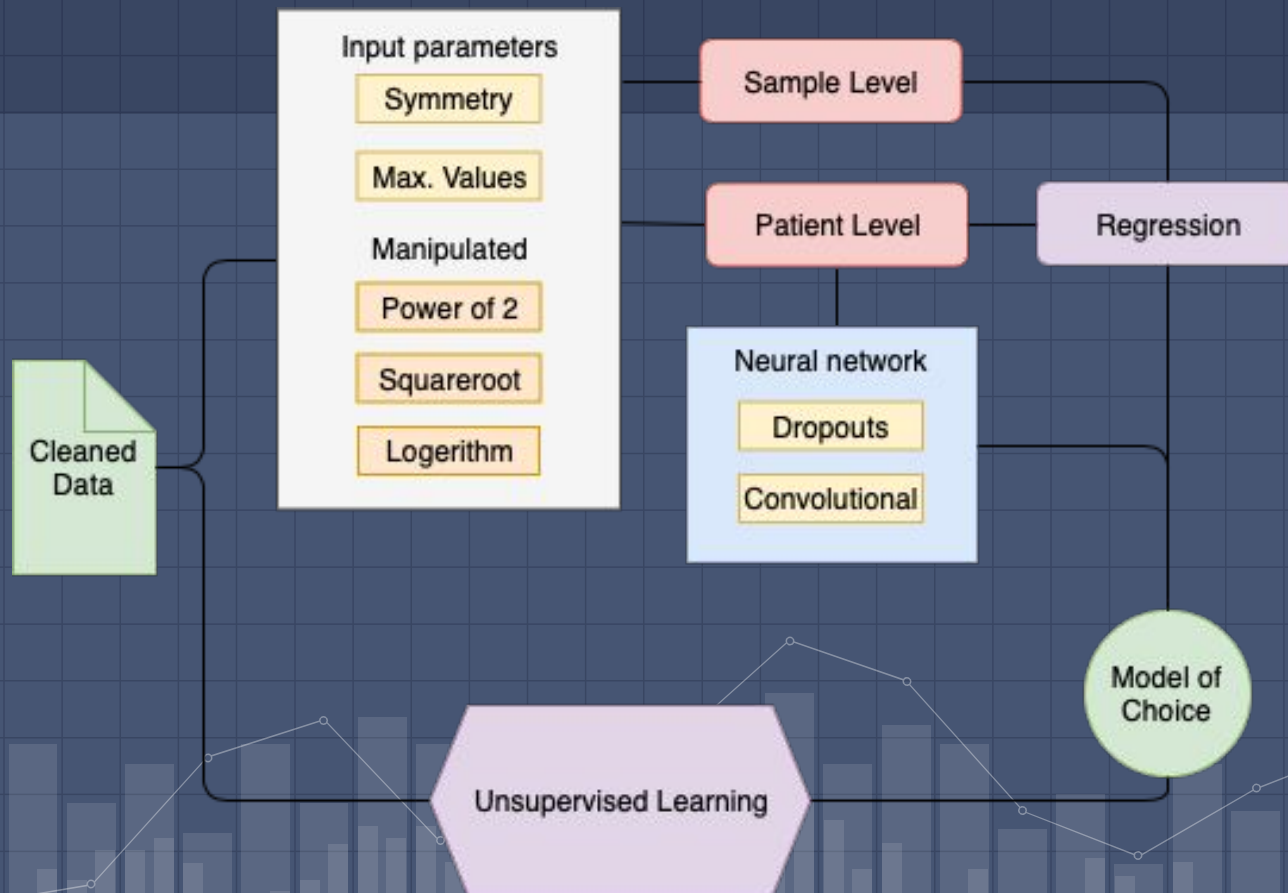 Input parameters
Symmetry
Max. Values
Manipulated
Power of 2
Squareroot
Logerithm
Sample Level
Patient Level
Regression
Neural network
Dropouts
Convolutional
Cleaned
Data
Model of
Choice
Unsupervised Learning